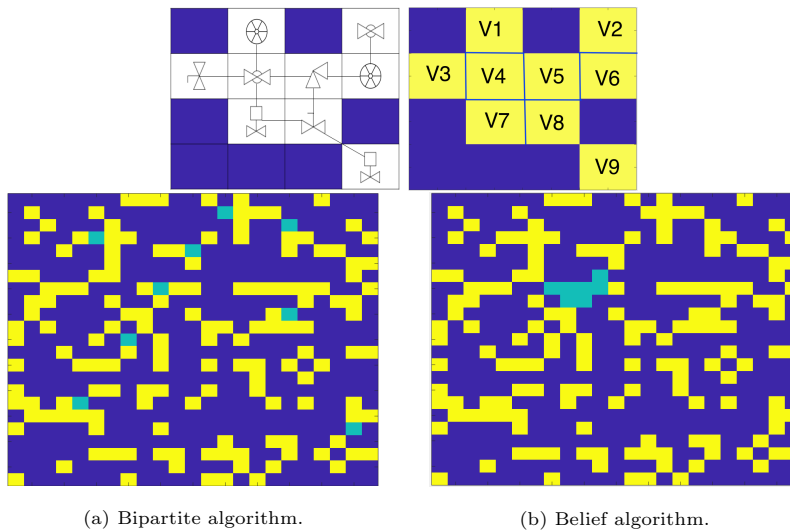 V1 V2
V3 V4 V5 V6
V7 V8
V9
(a) Bipartite algorithm.
(b) Belief algorithm.